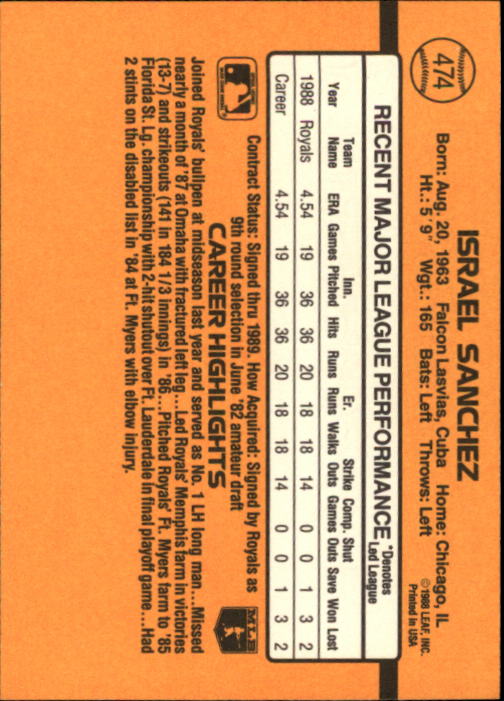 474
ISRAEL SANCHEZ
©1988 LEAF, INC.
Printed in USA
Born: Aug. 20, 1963 Falcon Lasvias, Cuba Home: Chicago, IL
Ht.: 5' 9" Wgt.: 165 Bats: Left Throws: Left
RECENT MAJOR LEAGUE PERFORMANCE *Denotes Led League
Team Inn. Er. Strike Comp. Shut
Year Name ERA Games Pitched Hits Runs Runs Walks Outs Games Outs Save Won Lost
1988 Royals 4.54 19 36 36 20 18 18 14 0 0 1 3 2
Career 4.54 19 36 36 20 18 18 14 0 0 1 3 2
Contract Status: Signed thru 1989. How Acquired: Signed by Royals as
9th round selection in June '82 amateur draft
CAREER HIGHLIGHTS
MLB
Joined Royals' bullpen at midseason last year and served as No. 1 LH long man...Missed
nearly a month of '87 at Omaha with fractured left leg...Led Royals' Memphis farm in victories
(13-7) and strikeouts (141 in 184 1/3 innings) in '86...Pitched Royals' Ft. Myers farm to '85
Florida St. Lg. championship with 2-hit shutout over Ft. Lauderdale in final playoff game...Had
2 stints on the disabled list in '84 at Ft. Myers with elbow injury.